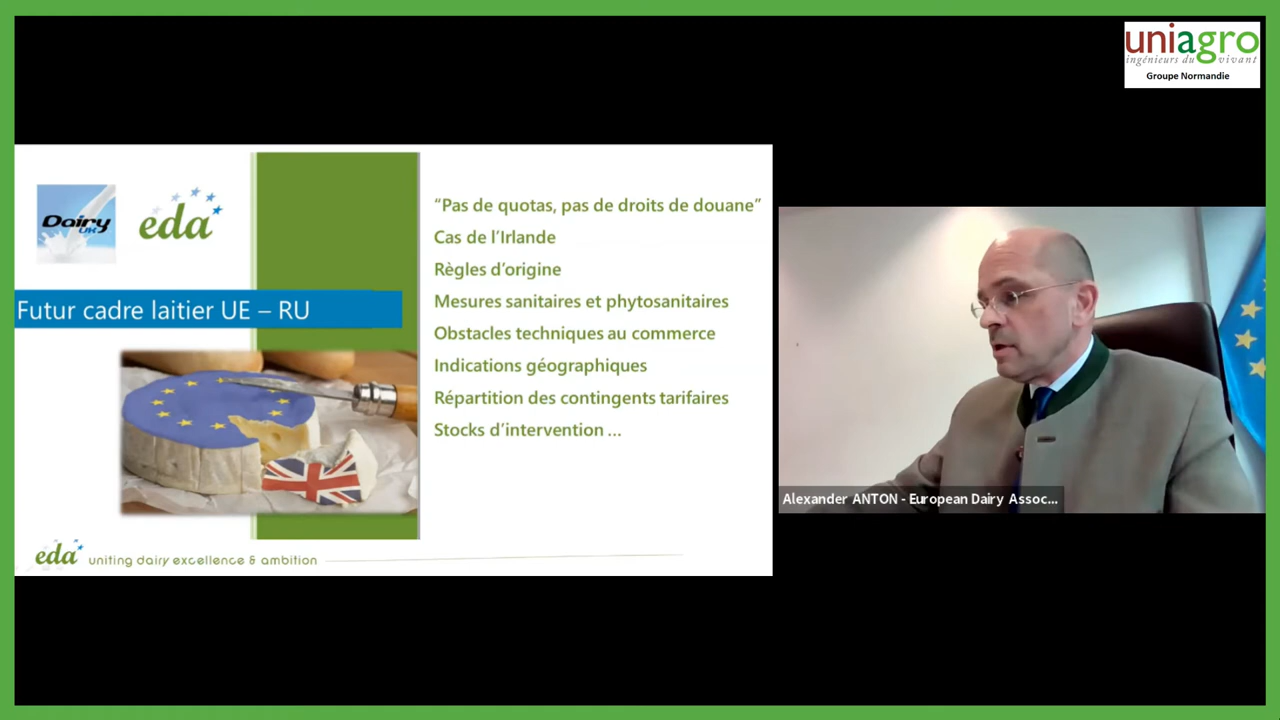 uniagro
ingénieurs du vivant
Groupe Normandie
Dairy
UK
eda
Futur cadre laitier UE – RU
“Pas de quotas, pas de droits de douane”
Cas de l’Irlande
Règles d’origine
Mesures sanitaires et phytosanitaires
Obstacles techniques au commerce
Indications géographiques
Répartition des contingents tarifaires
Stocks d’intervention ...
eda
uniting dairy excellence & ambition
Alexander ANTON - European Dairy Assoc...